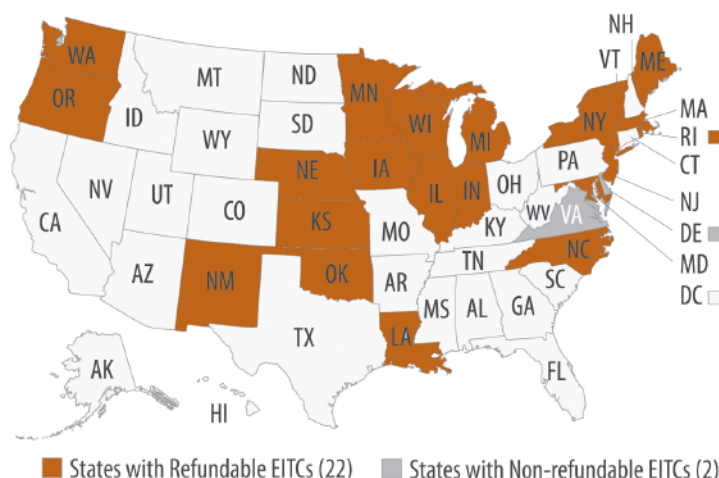 NH
WA
VT
ME
MT
ND
MN
OR
ID
SD
WI
NY
MA
MI
RI
WY
CT
IA
PA
NE
NJ
NV
OH
IL
IN
UT
DE
CO
WV
VA
CA
KS
MO
KY
MD
NC
TN
DC
OK
AZ
NM
AR
SC
MS
AL
GA
TX
LA
AK
FL
HI
States with Refundable EITCs (22)
States with Non-refundable EITCs (2)